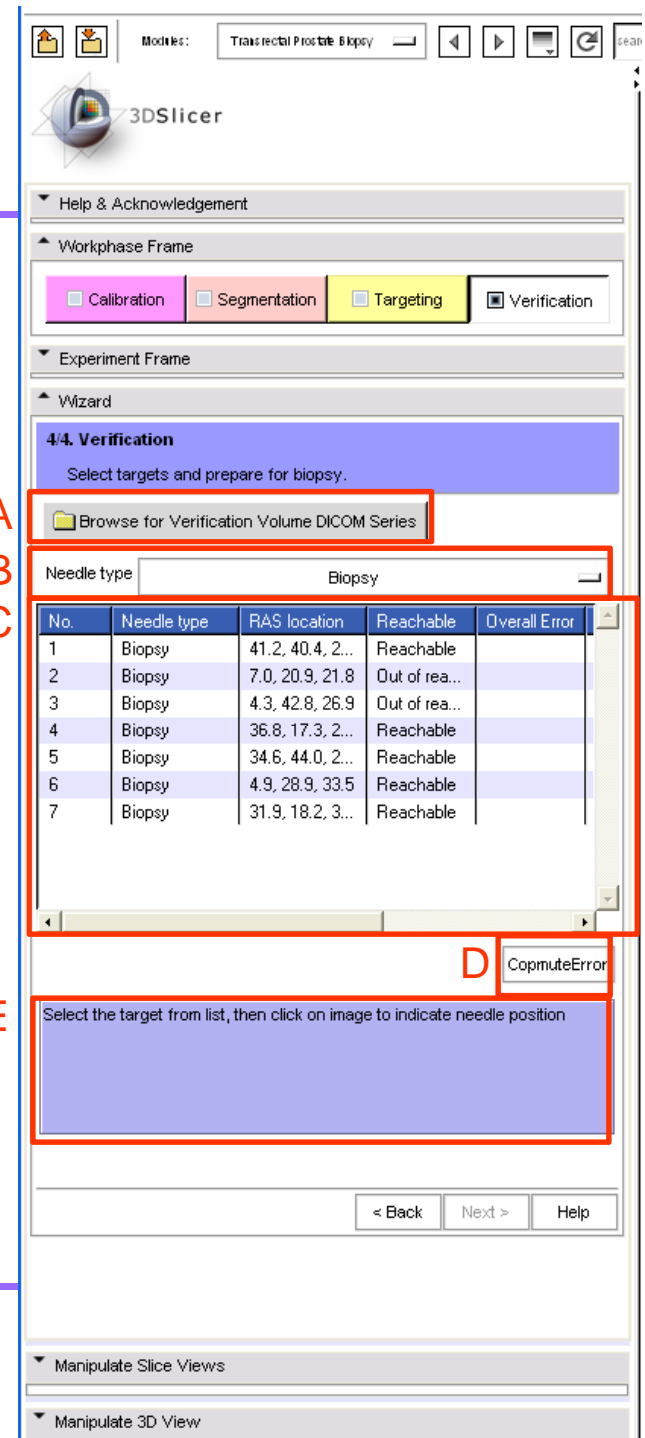 Modules: Transrectal Prostate Biopsy sear
3DSlicer
Help & Acknowledgement
Workphase Frame
Calibration Segmentation Targeting Verification
Experiment Frame
Wizard
4/4. Verification
Select targets and prepare for biopsy.
A Browse for Verification Volume DICOM Series
B Needle type Biopsy
C No. Needle type RAS location Reachable Overall Error
1 Biopsy 41.2, 40.4, 2... Reachable
2 Biopsy 7.0, 20.9, 21.8 Out of rea...
3 Biopsy 4.3, 42.8, 26.9 Out of rea...
4 Biopsy 36.8, 17.3, 2... Reachable
5 Biopsy 34.6, 44.0, 2... Reachable
6 Biopsy 4.9, 28.9, 33.5 Reachable
7 Biopsy 31.9, 18.2, 3... Reachable
D CopmuteError
E Select the target from list, then click on image to indicate needle position
< Back Next > Help
Manipulate Slice Views
Manipulate 3D View